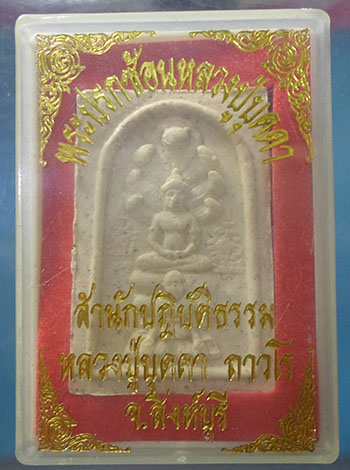 พระปรกซ้อนหลวงปู่บุดดา
สำนักปฏิบัติธรรม
หลวงปู่บุดดา ถาวโร
จ.สิงห์บุรี